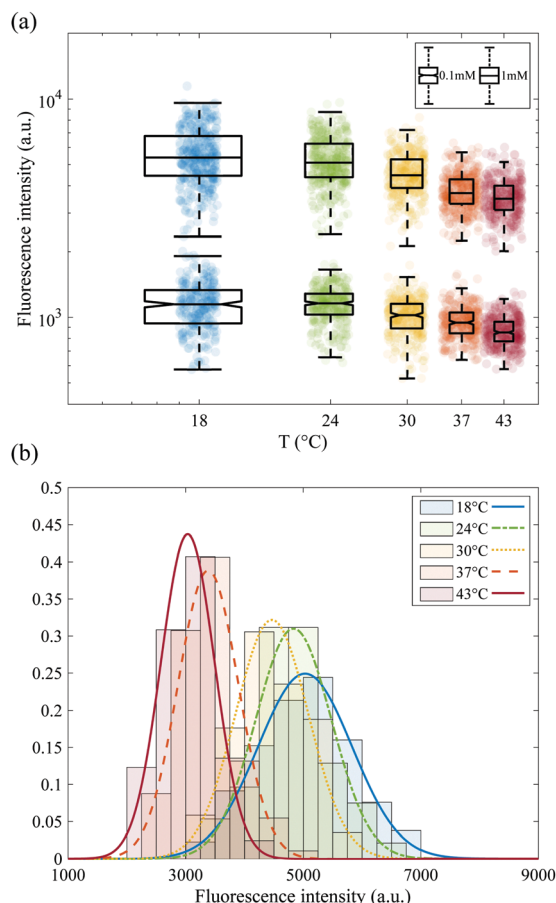 (a)
Fluorescence intensity (a.u.)
10^4
10^3
0.1mM 1mM
18 24 30 37 43
T (°C)
(b)
0.5
0.45
0.4
0.35
0.3
0.25
0.2
0.15
0.1
0.05
0
18°C
24°C
30°C
37°C
43°C
1000 3000 5000 7000 9000
Fluorescence intensity (a.u.)